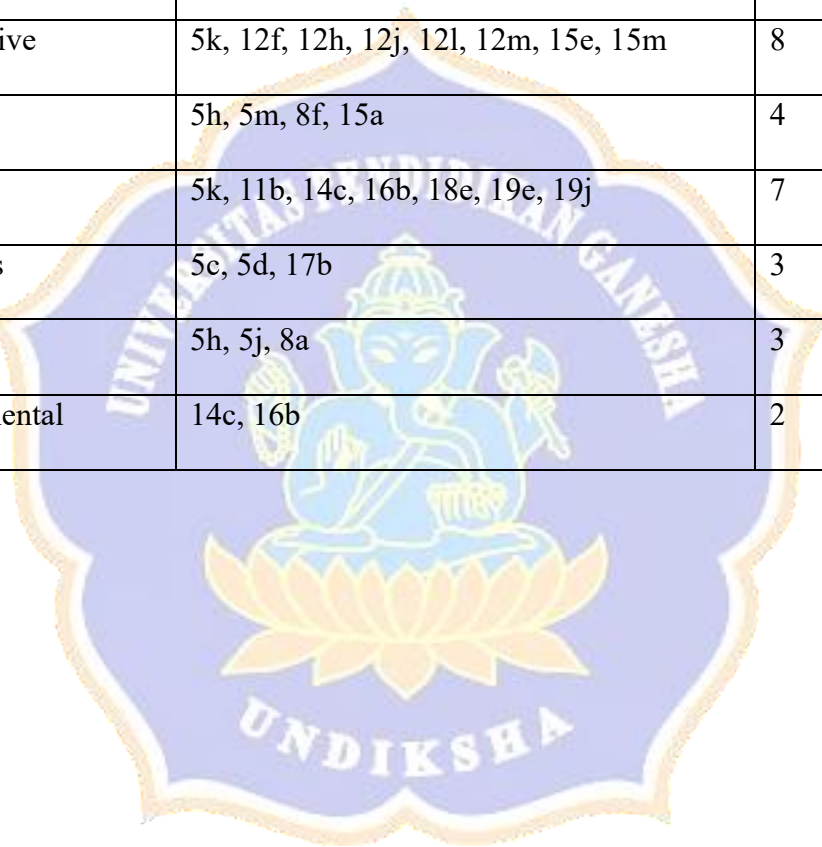 ive 5k, 12f, 12h, 12j, 12l, 12m, 15e, 15m 8
5h, 5m, 8f, 15a 4
5k, 11b, 14c, 16b, 18e, 19e, 19j 7
s 5c, 5d, 17b 3
5h, 5j, 8a 3
ental 14c, 16b 2
UNIVERSITAS PENDIDIKAN GANESHA
UNDIKSHA